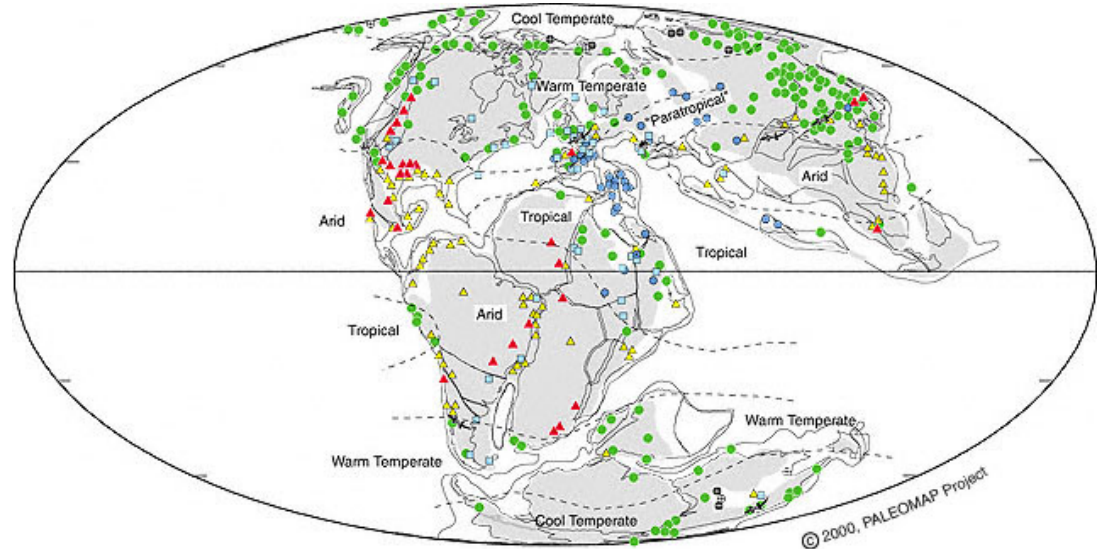 Cool Temperate
Warm Temperate
"Paratropical"
Arid
Tropical
Arid
Tropical
Arid
Tropical
Warm Temperate
Warm Temperate
Cool Temperate
© 2000, PALEOMAP Project